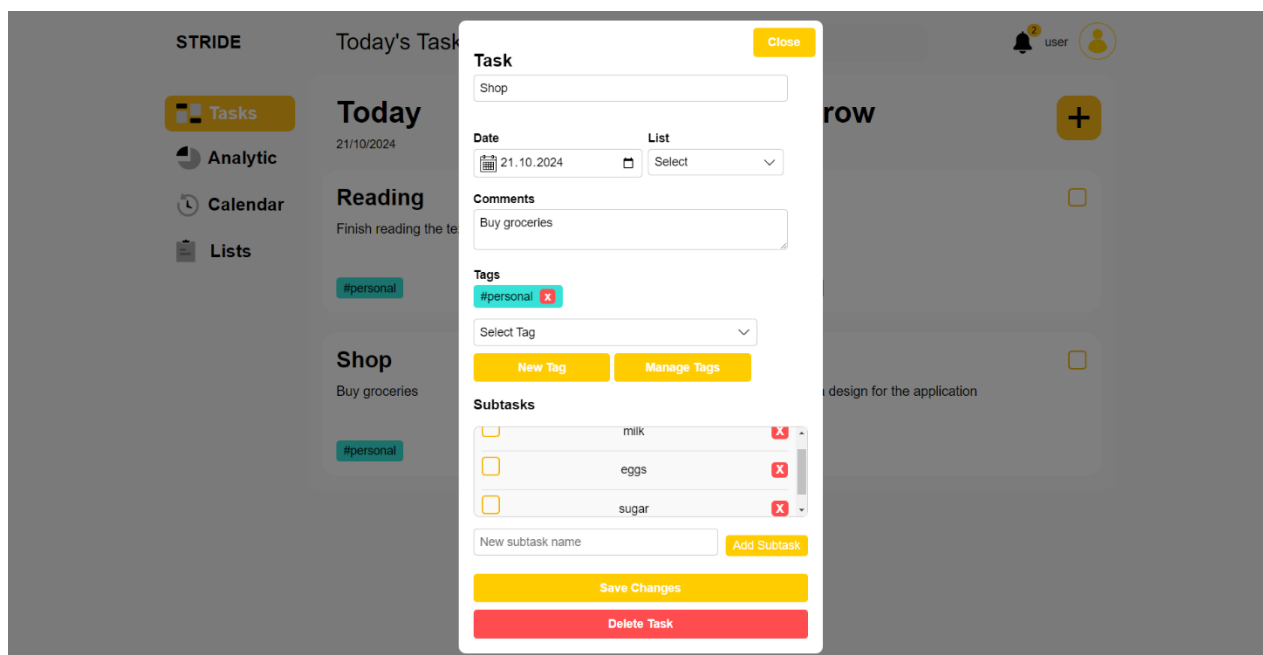 STRIDE
Today's Task
2
user
Tasks
Analytic
Calendar
Lists
Today
21/10/2024
row
+
Reading
Finish reading the te
#personal
Shop
Buy groceries
#personal
design for the application
Close
Task
Shop
Date
List
21.10.2024
Select
Comments
Buy groceries
Tags
#personal X
Select Tag
New Tag
Manage Tags
Subtasks
milk X
eggs X
sugar X
New subtask name
Add Subtask
Save Changes
Delete Task